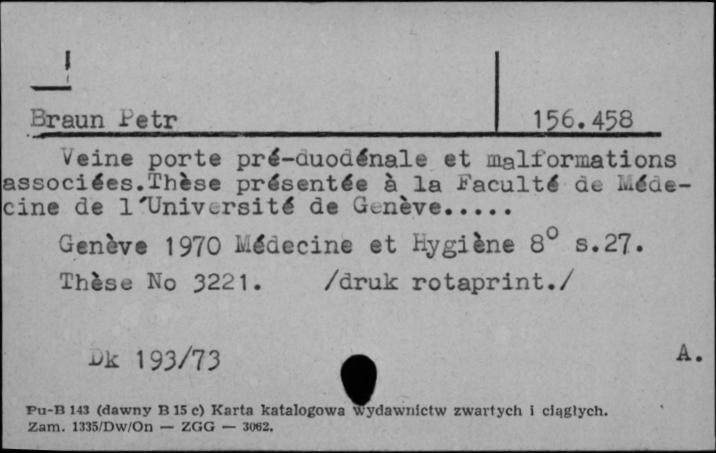 Braun Petr 156.458
Veine porte pré-duodénale et malformations
associées.Thèse présentée à la Faculté de Méde-
cine de l'Université de Genève.....
Genève 1970 Médecine et Hygiène 8° s.27.
Thèse No 3221. /druk rotaprint./
Dk 193/73 A.
Pu-B 143 (dawny B 15 c) Karta katalogowa wydawnictw zwartych i ciągłych.
Zam. 1335/Dw/On — ZGG — 3062.